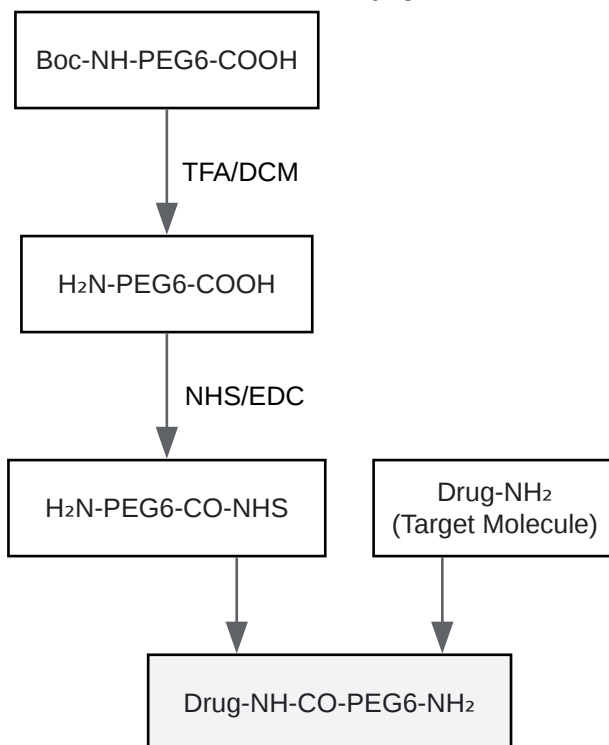 Boc-NH-PEG6-COOH
TFA/DCM
H₂N-PEG6-COOH
NHS/EDC
H₂N-PEG6-CO-NHS
Drug-NH₂
(Target Molecule)
Drug-NH-CO-PEG6-NH₂